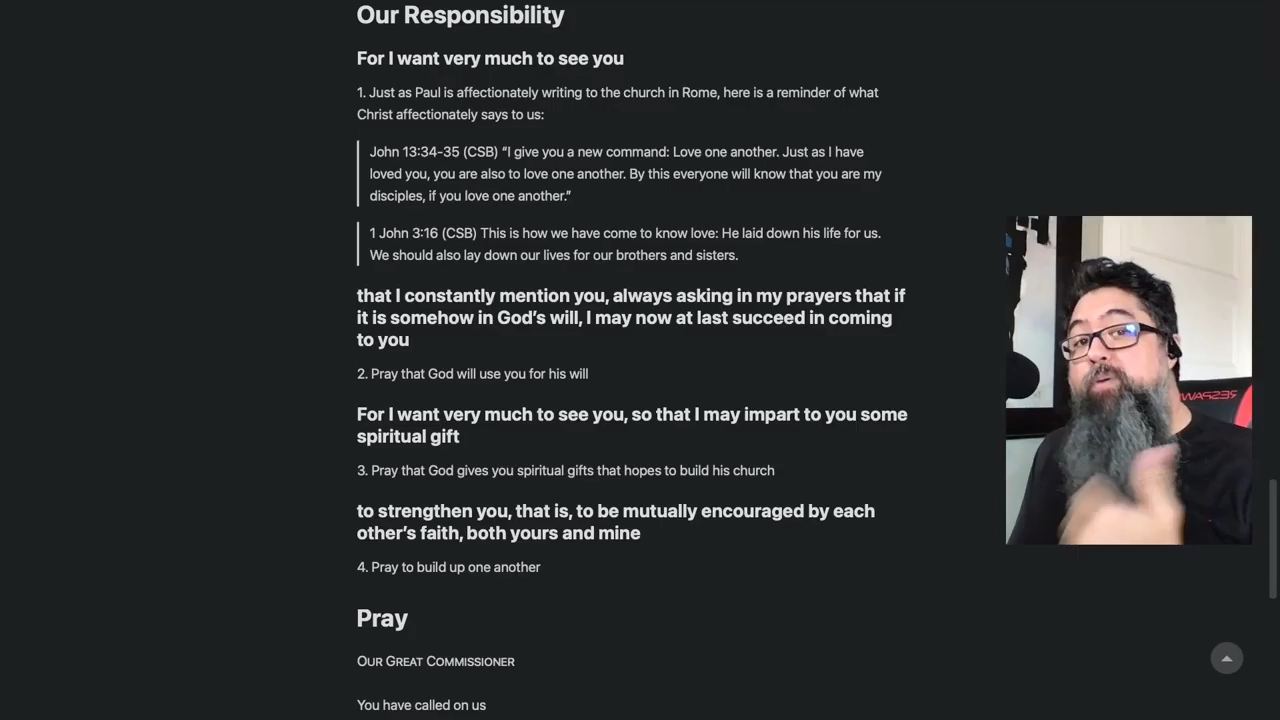 Our Responsibility
For I want very much to see you
1. Just as Paul is affectionately writing to the church in Rome, here is a reminder of what
Christ affectionately says to us:
John 13:34-35 (CSB) “I give you a new command: Love one another. Just as I have
loved you, you are also to love one another. By this everyone will know that you are my
disciples, if you love one another.”
1 John 3:16 (CSB) This is how we have come to know love: He laid down his life for us.
We should also lay down our lives for our brothers and sisters.
that I constantly mention you, always asking in my prayers that if
it is somehow in God’s will, I may now at last succeed in coming
to you
2. Pray that God will use you for his will
For I want very much to see you, so that I may impart to you some
spiritual gift
3. Pray that God gives you spiritual gifts that hopes to build his church
to strengthen you, that is, to be mutually encouraged by each
other’s faith, both yours and mine
4. Pray to build up one another
Pray
Our Great Commissioner
You have called on us
RESPAWN